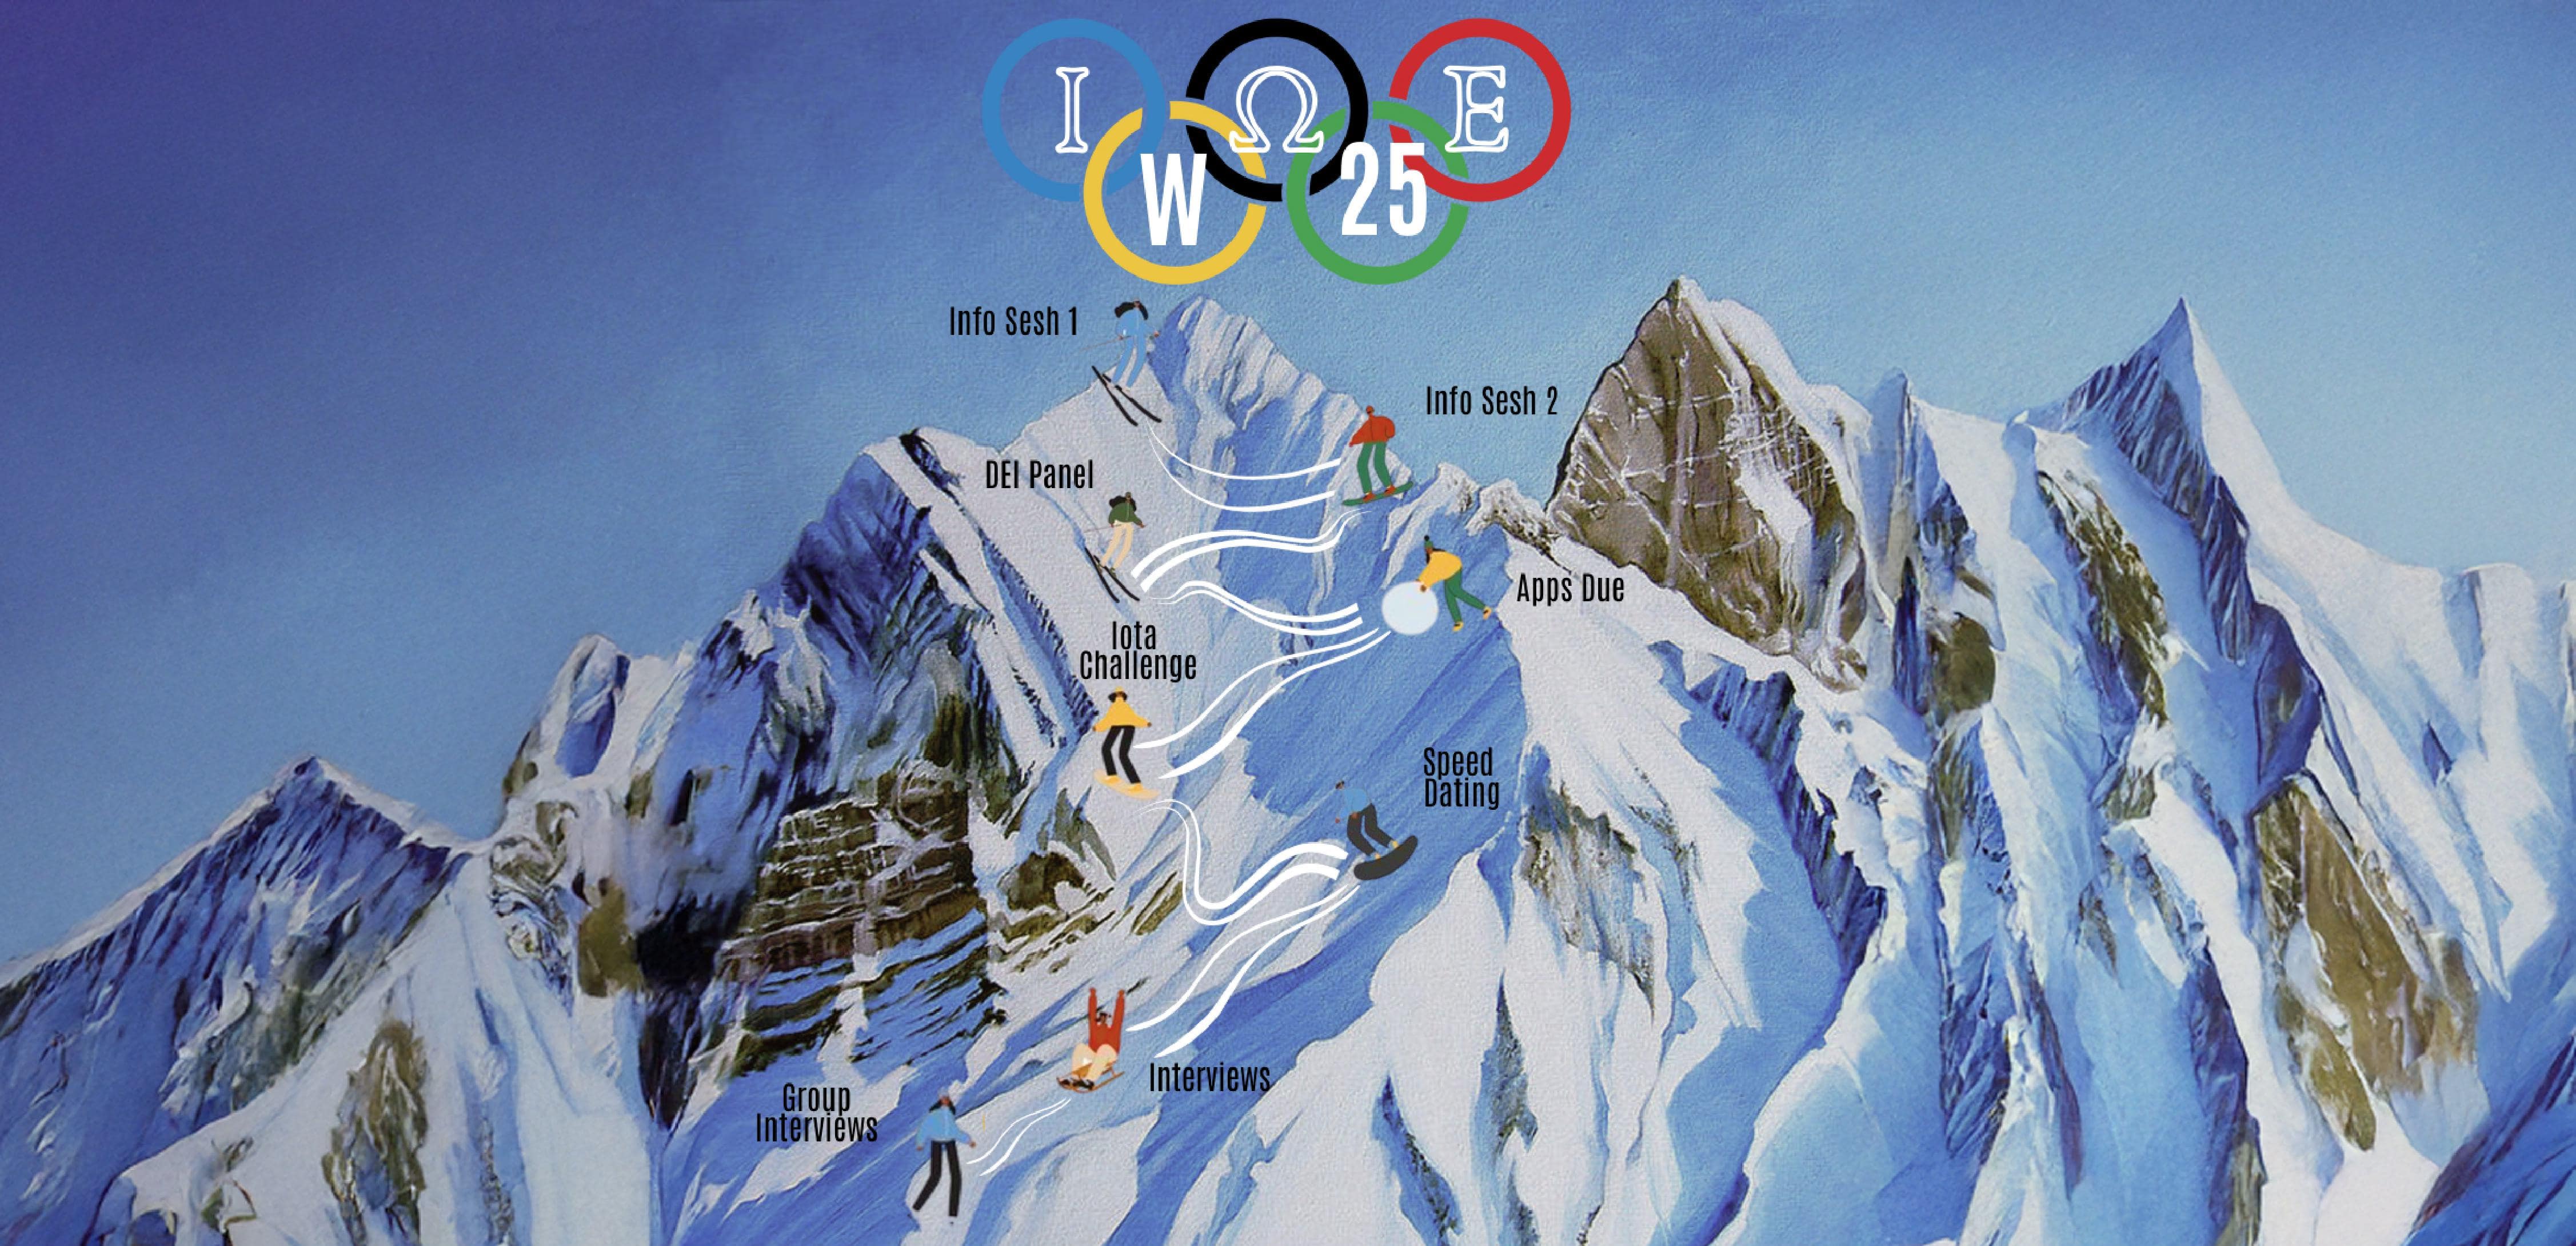 Ι Ω Ε
W 25
Info Sesh 1
Info Sesh 2
DEI Panel
Apps Due
Iota
Challenge
Speed
Dating
Interviews
Group
Interviews